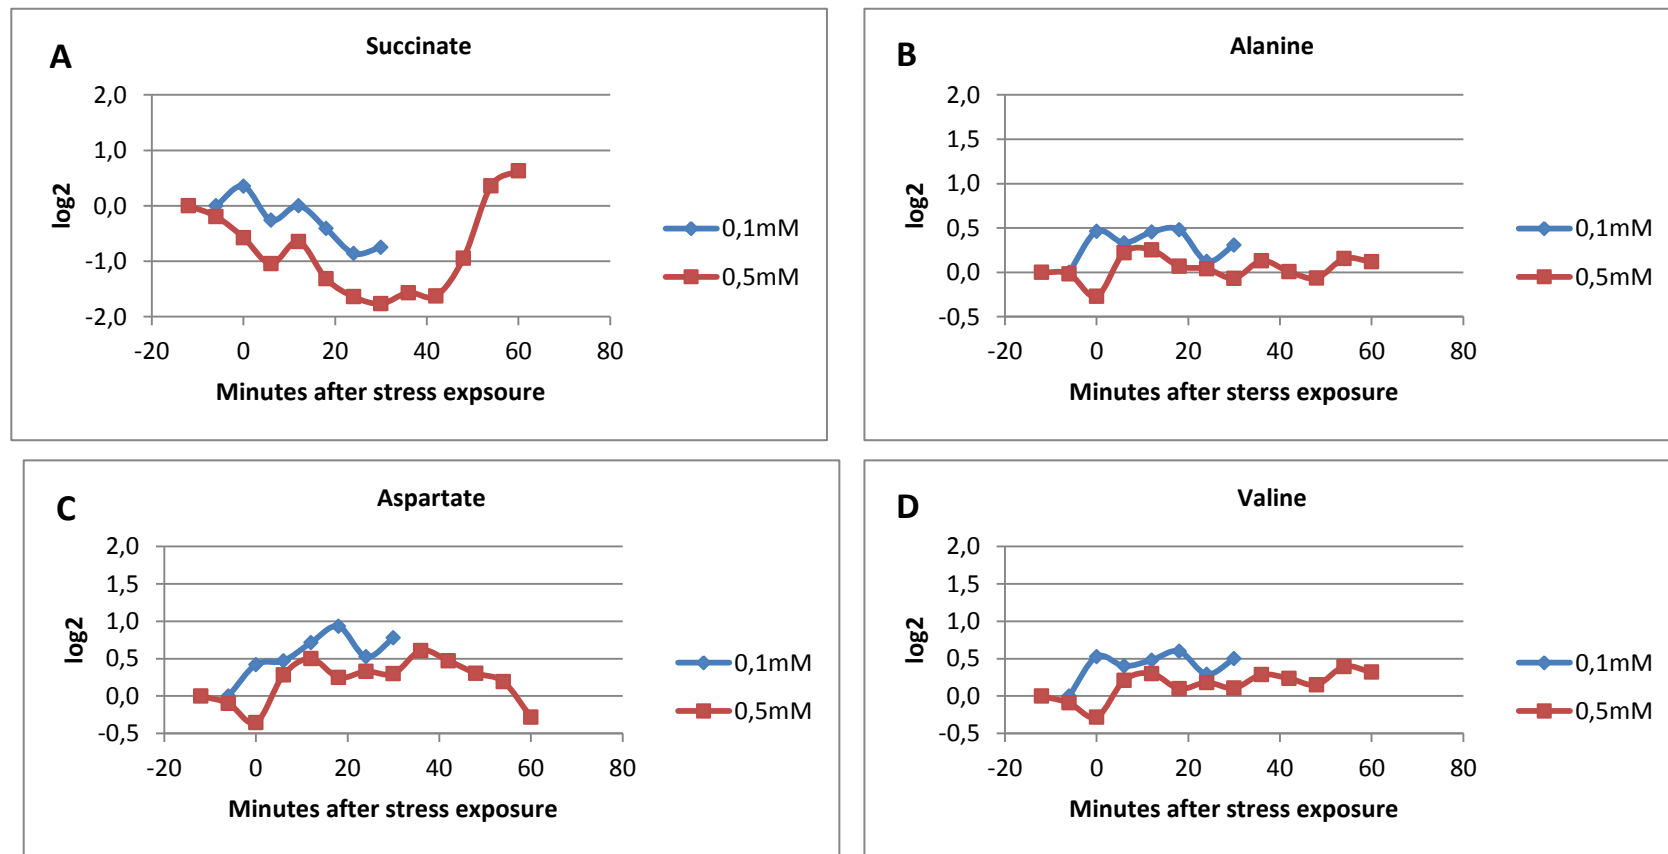 A
Succinate
2,0
1,0
0,0
-1,0
-2,0
log2
-20 0 20 40 60 80
Minutes after stress expsoure
0,1mM
0,5mM
B
Alanine
2,0
1,5
1,0
0,5
0,0
-0,5
log2
-20 0 20 40 60 80
Minutes after sterss exposure
0,1mM
0,5mM
C
Aspartate
2,0
1,5
1,0
0,5
0,0
-0,5
log2
-20 0 20 40 60 80
Minutes after stress exposure
0,1mM
0,5mM
D
Valine
2,0
1,5
1,0
0,5
0,0
-0,5
log2
-20 0 20 40 60 80
Minutes after stress exposure
0,1mM
0,5mM